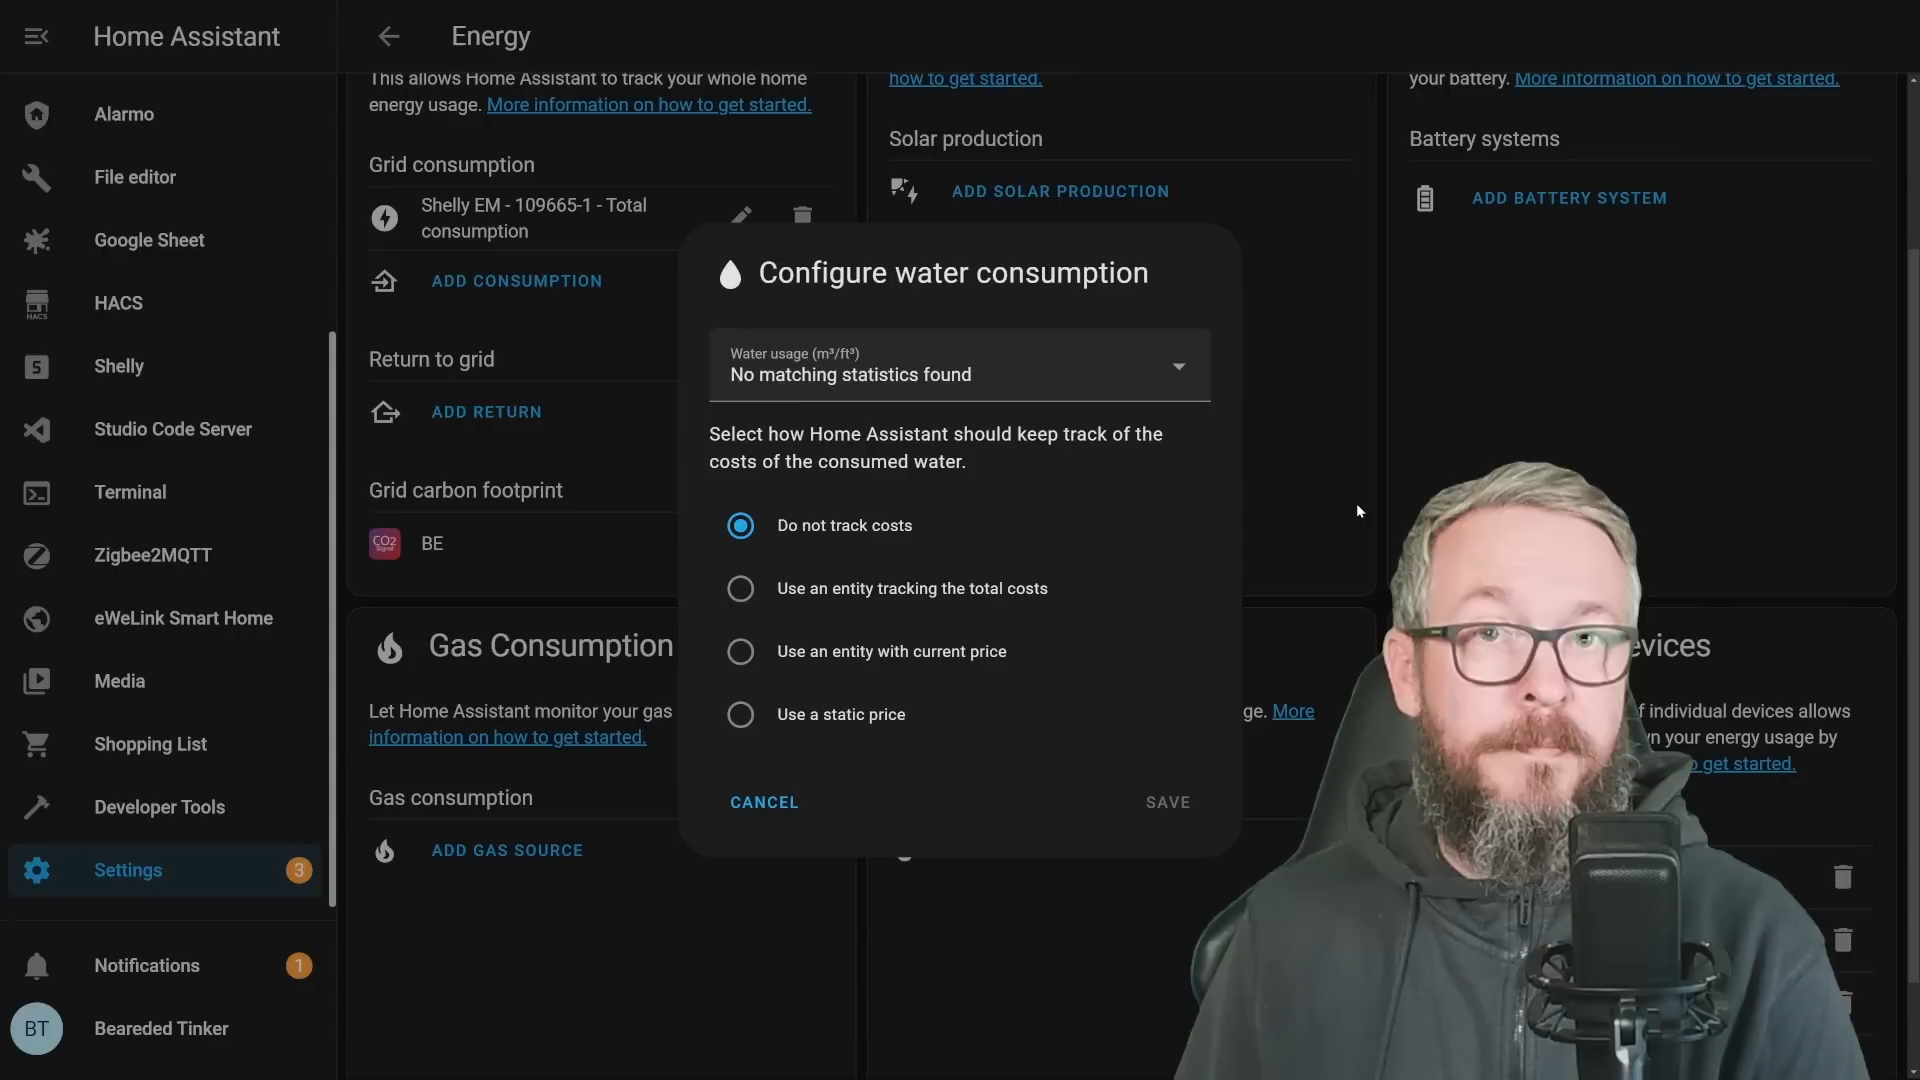 Home Assistant
Energy
Alarmo
File editor
Google Sheet
HACS
HACS
Shelly
Studio Code Server
Terminal
Zigbee2MQTT
eWeLink Smart Home
Media
Shopping List
Developer Tools
Settings
3
Notifications
1
BT
Bearded Tinker
This allows Home Assistant to track your whole home
energy usage. More information on how to get started.
Grid consumption
Shelly EM - 109665-1 - Total
consumption
ADD CONSUMPTION
Return to grid
ADD RETURN
Grid carbon footprint
CO2
Signal
BE
how to get started.
Solar production
ADD SOLAR PRODUCTION
your battery. More information on how to get started.
Battery systems
ADD BATTERY SYSTEM
Configure water consumption
Water usage (m³/ft³)
No matching statistics found
Select how Home Assistant should keep track of the
costs of the consumed water.
Do not track costs
Use an entity tracking the total costs
Use an entity with current price
Use a static price
CANCEL
SAVE
Gas Consumption
Let Home Assistant monitor your gas
information on how to get started.
Gas consumption
ADD GAS SOURCE
ge. More
evices
f individual devices allows
n your energy usage by
o get started.